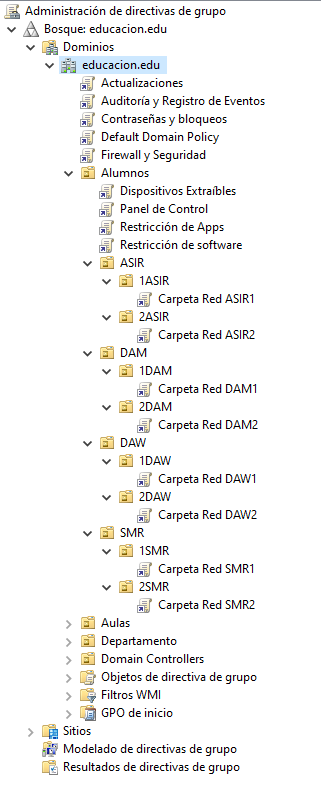 Administración de directivas de grupo
Bosque: educacion.edu
Dominios
educacion.edu
Actualizaciones
Auditoría y Registro de Eventos
Contraseñas y bloqueos
Default Domain Policy
Firewall y Seguridad
Alumnos
Dispositivos Extraíbles
Panel de Control
Restricción de Apps
Restricción de software
ASIR
1ASIR
Carpeta Red ASIR1
2ASIR
Carpeta Red ASIR2
DAM
1DAM
Carpeta Red DAM1
2DAM
Carpeta Red DAM2
DAW
1DAW
Carpeta Red DAW1
2DAW
Carpeta Red DAW2
SMR
1SMR
Carpeta Red SMR1
2SMR
Carpeta Red SMR2
Aulas
Departamento
Domain Controllers
Objetos de directiva de grupo
Filtros WMI
GPO de inicio
Sitios
Modelado de directivas de grupo
Resultados de directivas de grupo